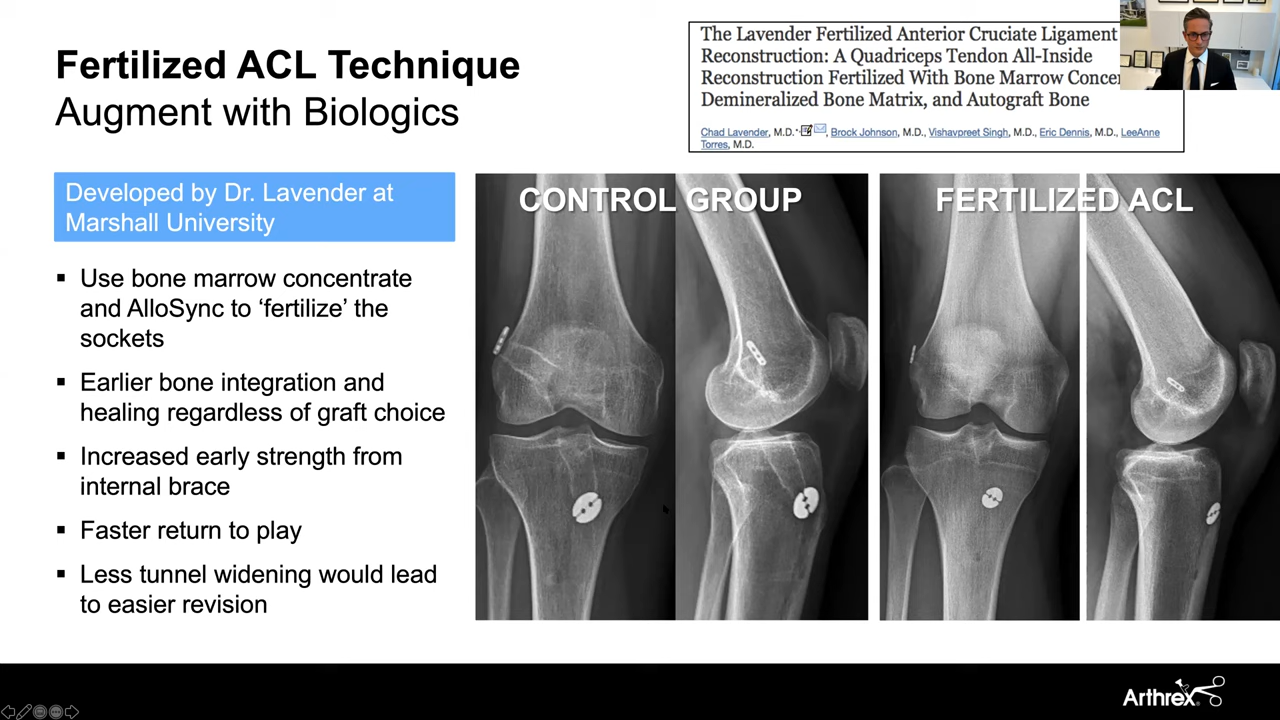 Fertilized ACL Technique
Augment with Biologics
The Lavender Fertilized Anterior Cruciate Ligament
Reconstruction: A Quadriceps Tendon All-Inside
Reconstruction Fertilized With Bone Marrow
Demineralized Bone Matrix, and Autograft Bone
Chad Lavender, M.D.*, Brock Johnson, M.D., Vishavpreet Singh, M.D., Eric Dennis, M.D., LeeAnne
Torres, M.D.
Developed by Dr. Lavender at
Marshall University
▪ Use bone marrow concentrate
and AlloSync to ‘fertilize’ the
sockets
▪ Earlier bone integration and
healing regardless of graft choice
▪ Increased early strength from
internal brace
▪ Faster return to play
▪ Less tunnel widening would lead
to easier revision
CONTROL GROUP
FERTILIZED ACL
Arthrex